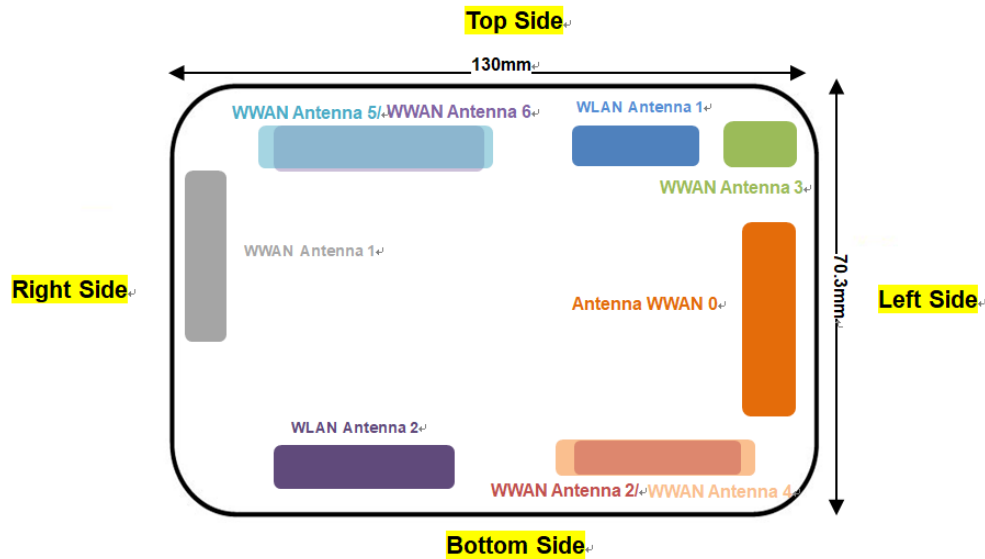 Top Side
130mm
WWAN Antenna 5/WWAN Antenna 6
WLAN Antenna 1
WWAN Antenna 3
WWAN Antenna 1
Right Side
Antenna WWAN 0
70.3mm
Left Side
WLAN Antenna 2
WWAN Antenna 2/WWAN Antenna 4
Bottom Side